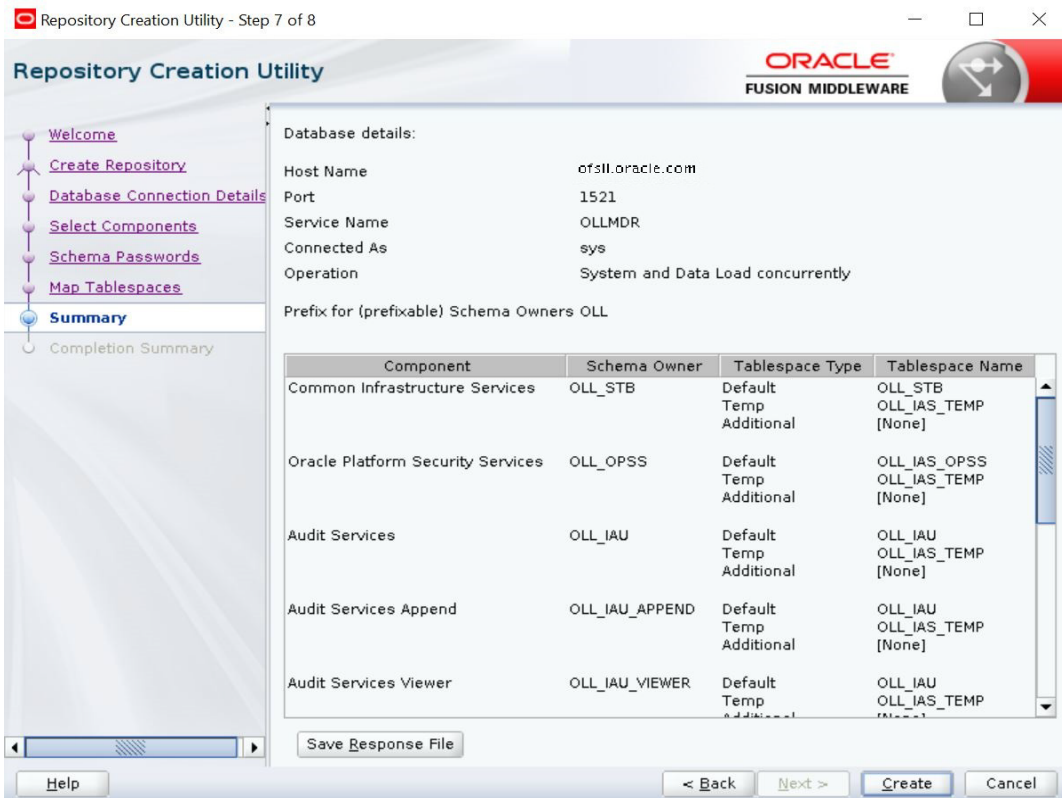 Repository Creation Utility - Step 7 of 8
Repository Creation Utility
ORACLE
FUSION MIDDLEWARE
Welcome
Create Repository
Database Connection Details
Select Components
Schema Passwords
Map Tablespaces
Summary
Completion Summary
Database details:
Host Name ofsll.oracle.com
Port 1521
Service Name OLLMDR
Connected As sys
Operation System and Data Load concurrently
Prefix for (prefixable) Schema Owners OLL
Component Schema Owner Tablespace Type Tablespace Name
Common Infrastructure Services OLL_STB Default OLL_STB
Temp OLL_IAS_TEMP
Additional [None]
Oracle Platform Security Services OLL_OPSS Default OLL_IAS_OPSS
Temp OLL_IAS_TEMP
Additional [None]
Audit Services OLL_IAU Default OLL_IAU
Temp OLL_IAS_TEMP
Additional [None]
Audit Services Append OLL_IAU_APPEND Default OLL_IAU
Temp OLL_IAS_TEMP
Additional [None]
Audit Services Viewer OLL_IAU_VIEWER Default OLL_IAU
Temp OLL_IAS_TEMP
Save Response File
Help
< Back
Next >
Create
Cancel